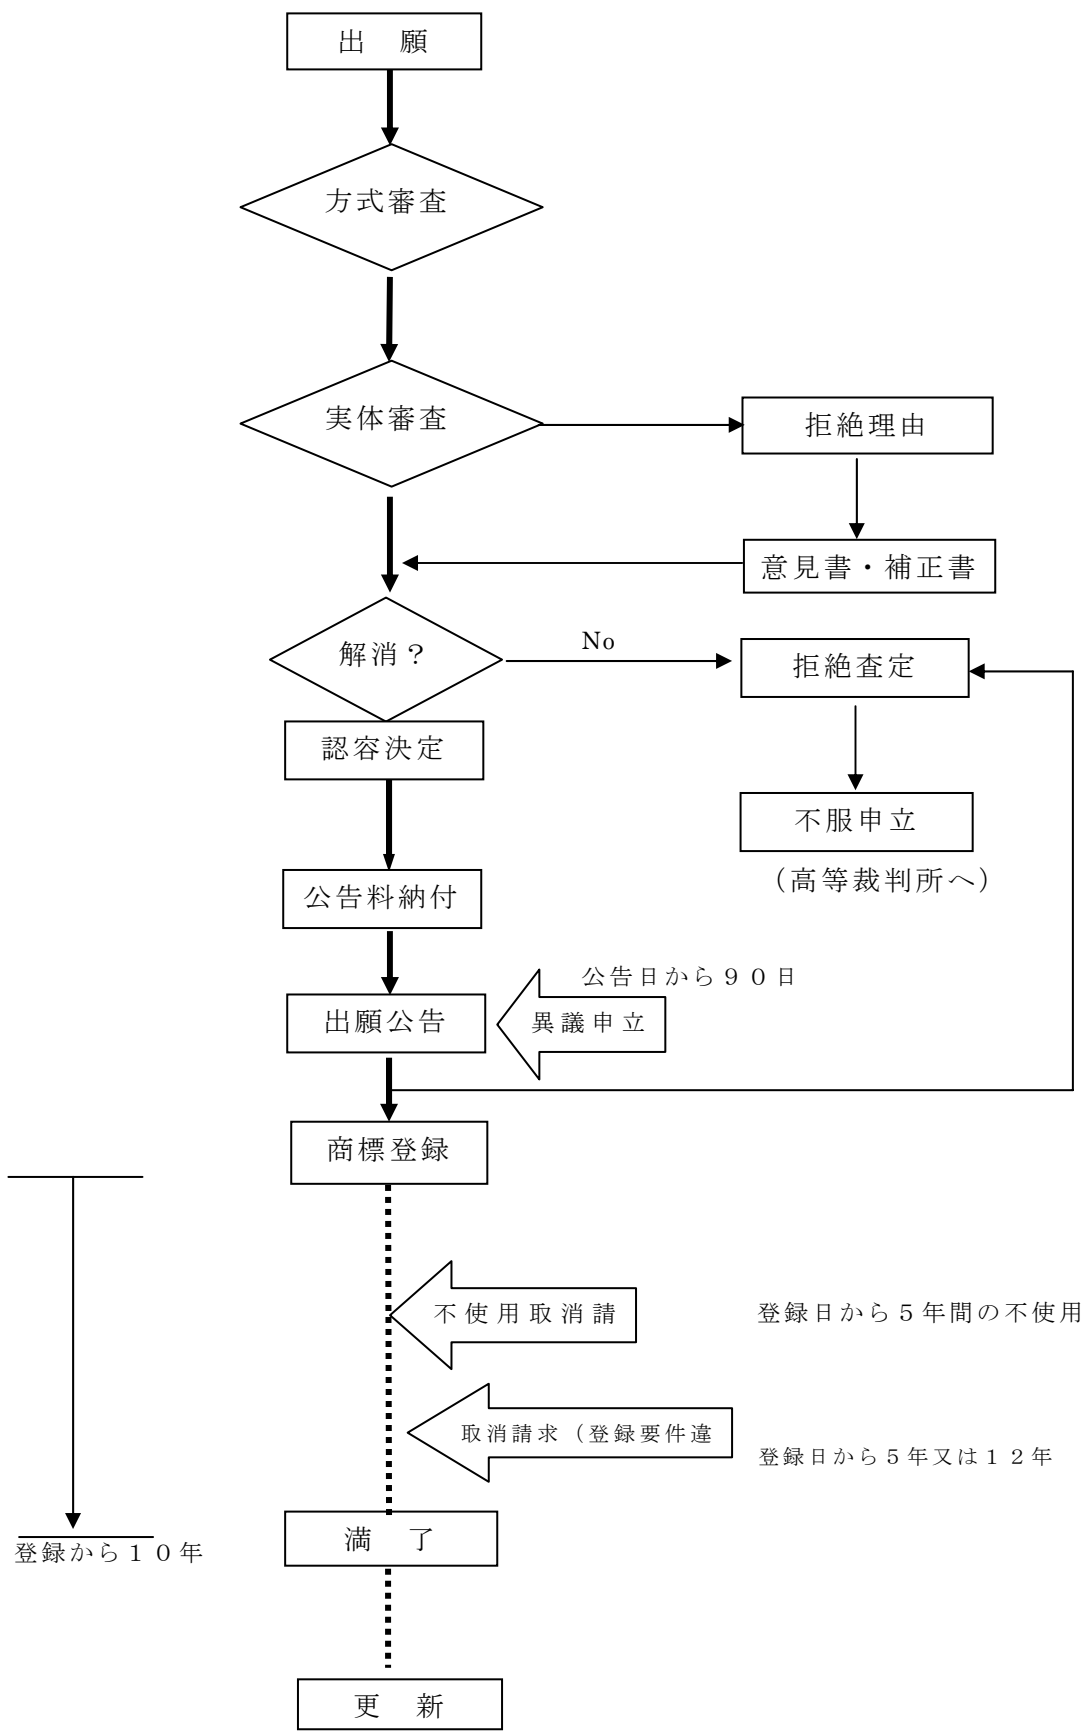 出　願
方式審査
実体審査
拒絶理由
意見書・補正書
解消？
No
拒絶査定
認容決定
不服申立
（高等裁判所へ）
公告料納付
公告日から９０日
出願公告
異議申立
商標登録
不使用取消請
登録日から５年間の不使用
取消請求（登録要件違
登録日から５年又は１２年
満　了
登録から１０年
更　新